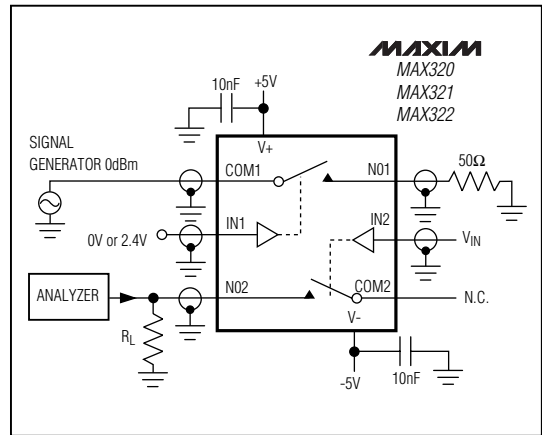 MAXIM
MAX320
MAX321
MAX322
10nF
+5V
V+
SIGNAL
GENERATOR 0dBm
COM1
N01
50Ω
0V or 2.4V
IN1
IN2
VIN
ANALYZER
N02
COM2
N.C.
RL
V-
-5V
10nF